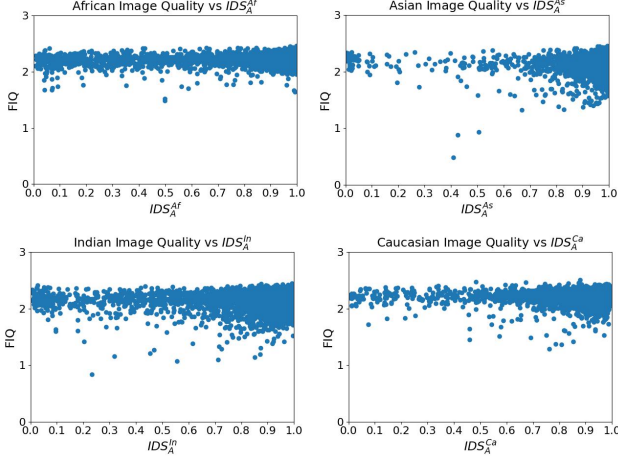 African Image Quality vs IDS_A^Af
3
2
1
0
FIQ
0.0 0.1 0.2 0.3 0.4 0.5 0.6 0.7 0.8 0.9 1.0
IDS_A^Af
Asian Image Quality vs IDS_A^As
3
2
1
0
FIQ
0.0 0.1 0.2 0.3 0.4 0.5 0.6 0.7 0.8 0.9 1.0
IDS_A^As
Indian Image Quality vs IDS_A^In
3
2
1
0
FIQ
0.0 0.1 0.2 0.3 0.4 0.5 0.6 0.7 0.8 0.9 1.0
IDS_A^In
Caucasian Image Quality vs IDS_A^Ca
3
2
1
0
FIQ
0.0 0.1 0.2 0.3 0.4 0.5 0.6 0.7 0.8 0.9 1.0
IDS_A^Ca